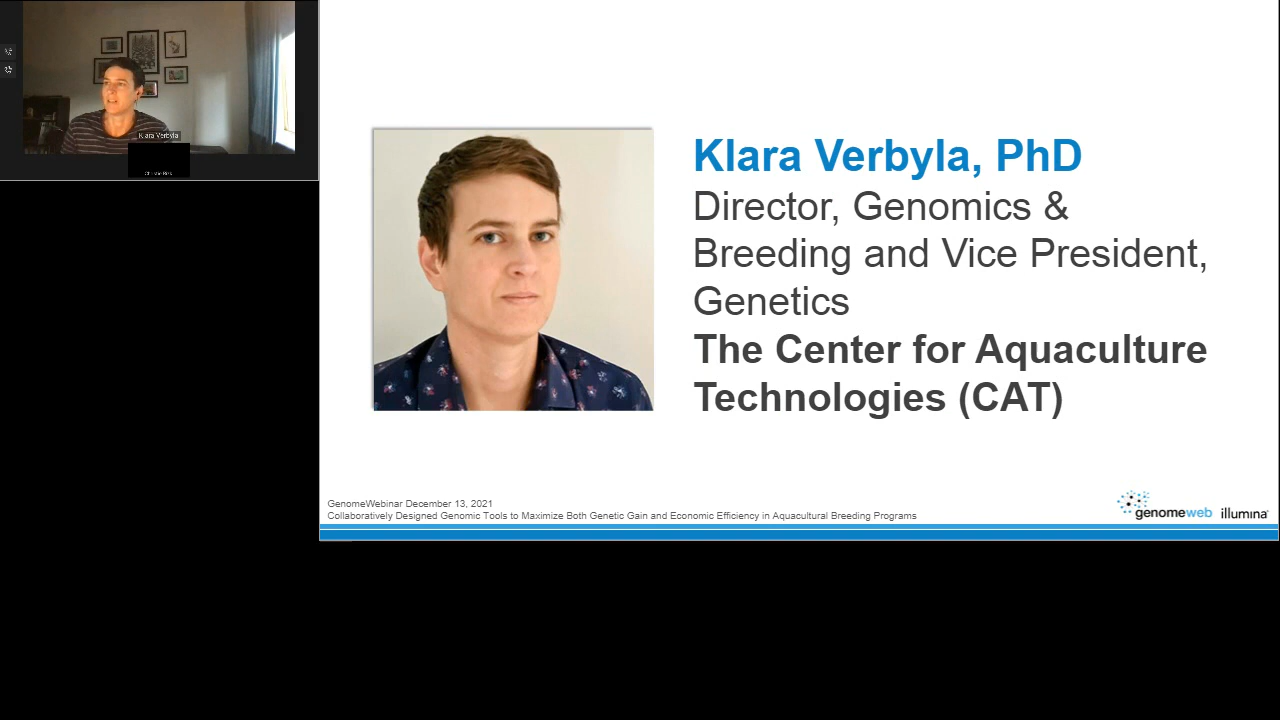 Klara Verbyla
Klara Verbyla, PhD
Director, Genomics &
Breeding and Vice President,
Genetics
The Center for Aquaculture
Technologies (CAT)
GenomeWebinar December 13, 2021
Collaboratively Designed Genomic Tools to Maximize Both Genetic Gain and Economic Efficiency in Aquacultural Breeding Programs
genomeweb illumina